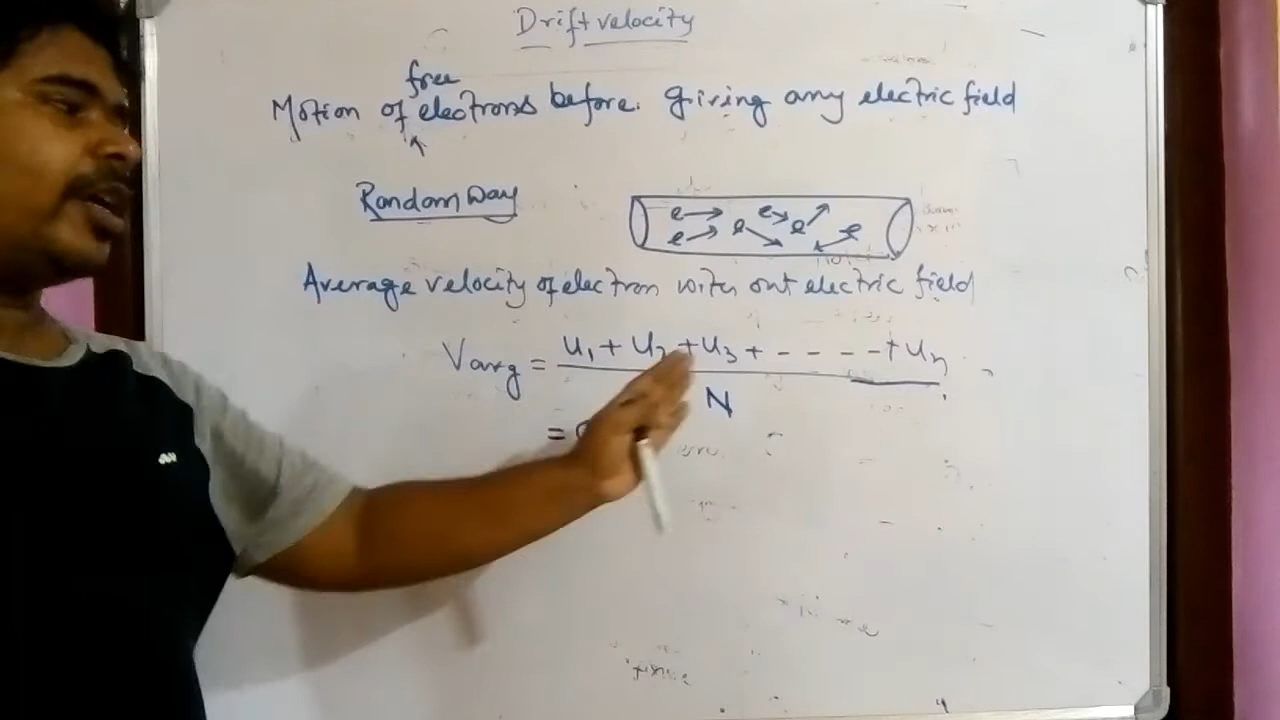 Drift velocity
free
Motion of electrons before. giving any electric field
Random Way
e e e e e e
Average velocity of electron with out electric field
Vavg = u1 + u2 + u3 + - - - - + un
N
=